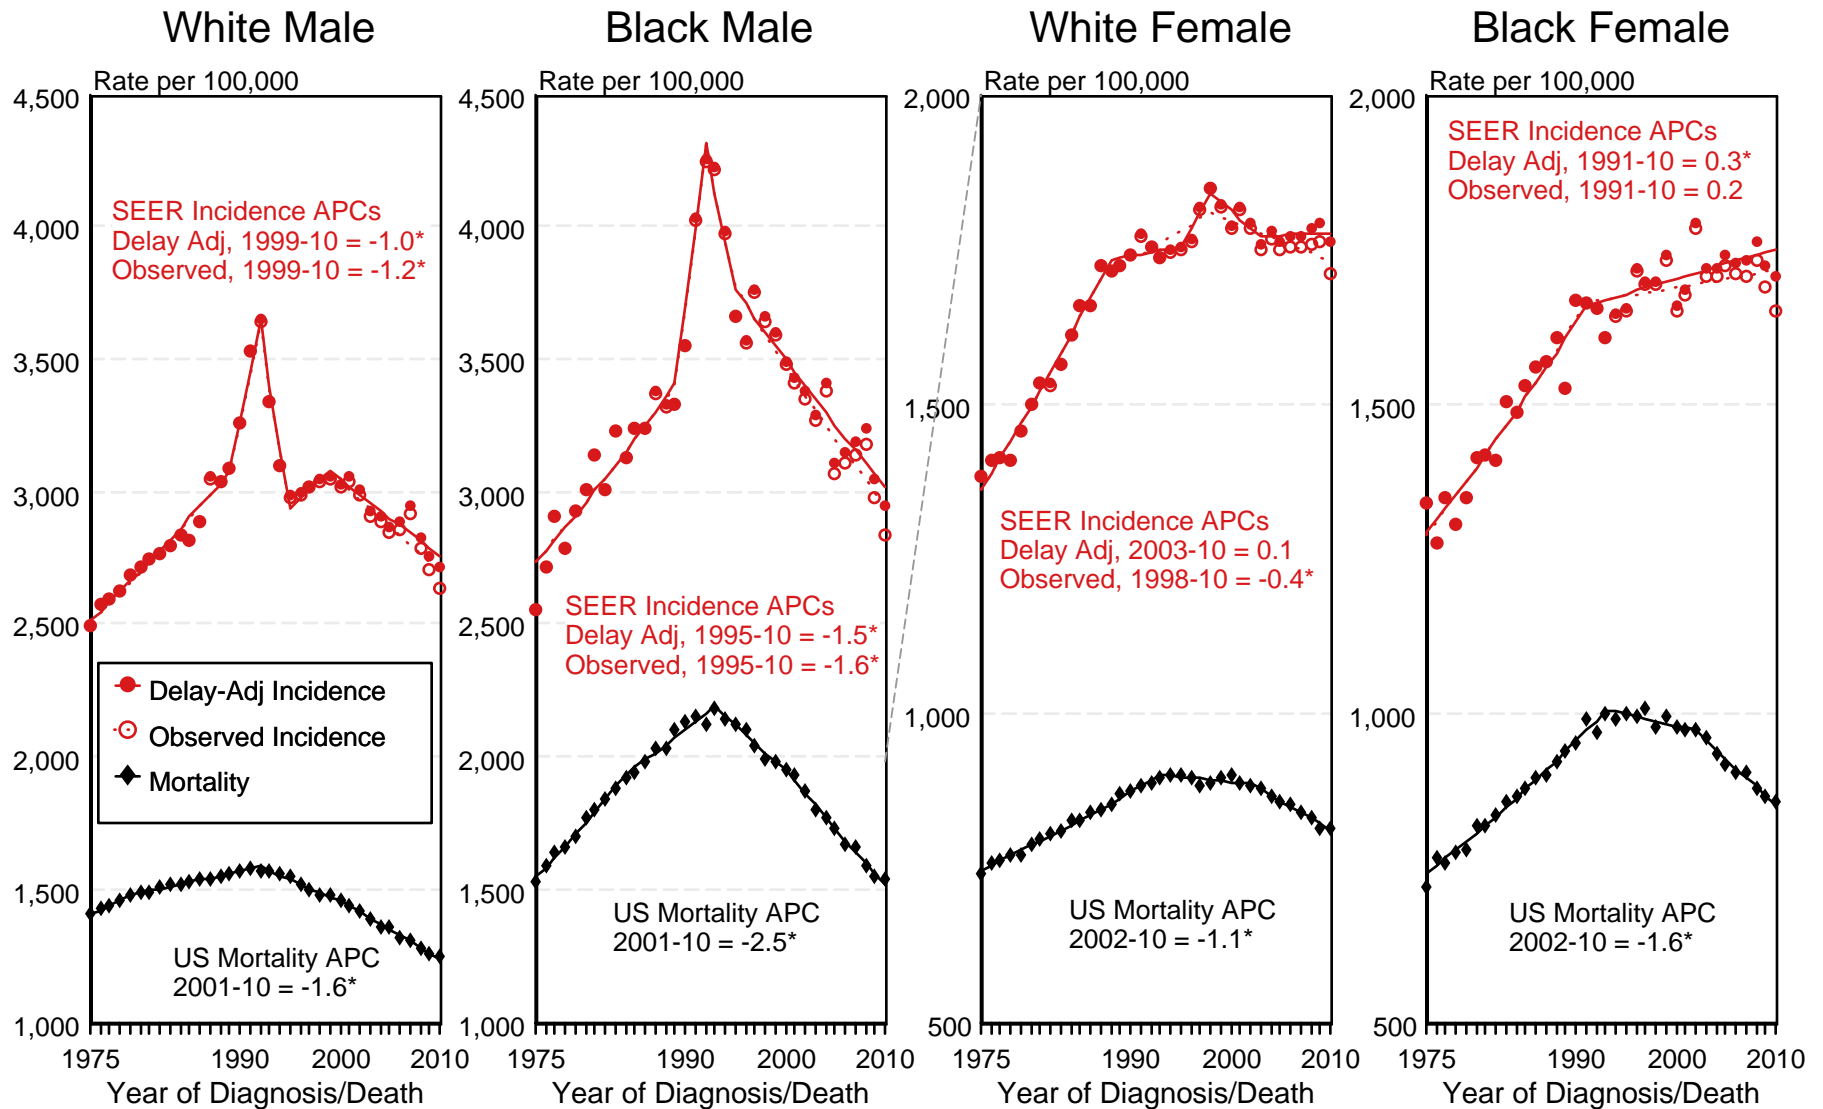 White Male
Rate per 100,000
4,500
4,000
3,500
3,000
2,500
2,000
1,500
1,000
SEER Incidence APCs
Delay Adj, 1999-10 = -1.0*
Observed, 1999-10 = -1.2*
Delay-Adj Incidence
Observed Incidence
Mortality
US Mortality APC
2001-10 = -1.6*
1975 1990 2000 2010
Year of Diagnosis/Death
Black Male
Rate per 100,000
4,500
4,000
3,500
3,000
2,500
2,000
1,500
1,000
SEER Incidence APCs
Delay Adj, 1995-10 = -1.5*
Observed, 1995-10 = -1.6*
US Mortality APC
2001-10 = -2.5*
1975 1990 2000 2010
Year of Diagnosis/Death
White Female
Rate per 100,000
2,000
1,500
1,000
500
SEER Incidence APCs
Delay Adj, 2003-10 = 0.1
Observed, 1998-10 = -0.4*
US Mortality APC
2002-10 = -1.1*
1975 1990 2000 2010
Year of Diagnosis/Death
Black Female
Rate per 100,000
2,000
1,500
1,000
500
SEER Incidence APCs
Delay Adj, 1991-10 = 0.3*
Observed, 1991-10 = 0.2
US Mortality APC
2002-10 = -1.6*
1975 1990 2000 2010
Year of Diagnosis/Death